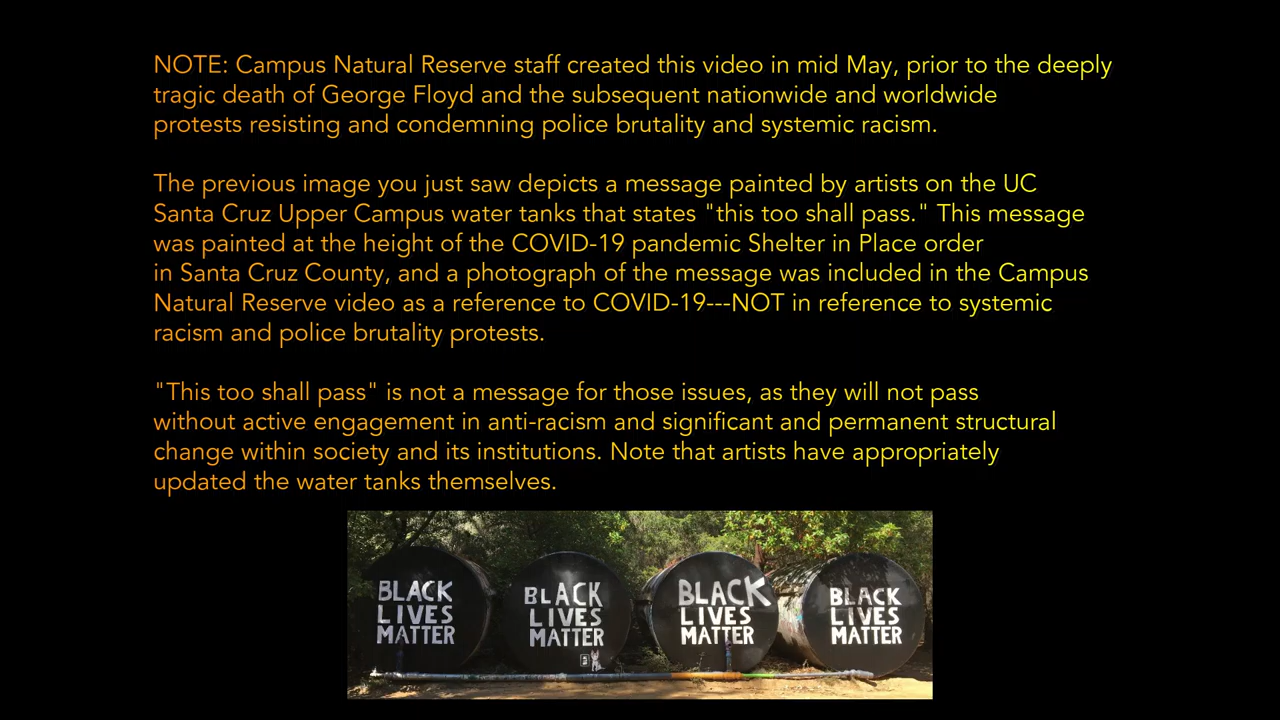 NOTE: Campus Natural Reserve staff created this video in mid May, prior to the deeply
tragic death of George Floyd and the subsequent nationwide and worldwide
protests resisting and condemning police brutality and systemic racism.
The previous image you just saw depicts a message painted by artists on the UC
Santa Cruz Upper Campus water tanks that states "this too shall pass." This message
was painted at the height of the COVID-19 pandemic Shelter in Place order
in Santa Cruz County, and a photograph of the message was included in the Campus
Natural Reserve video as a reference to COVID-19---NOT in reference to systemic
racism and police brutality protests.
"This too shall pass" is not a message for those issues, as they will not pass
without active engagement in anti-racism and significant and permanent structural
change within society and its institutions. Note that artists have appropriately
updated the water tanks themselves.
BLACK
LIVES
MATTER
BLACK
LIVES
MATTER
BLACK
LIVES
MATTER
BLACK
LIVES
MATTER